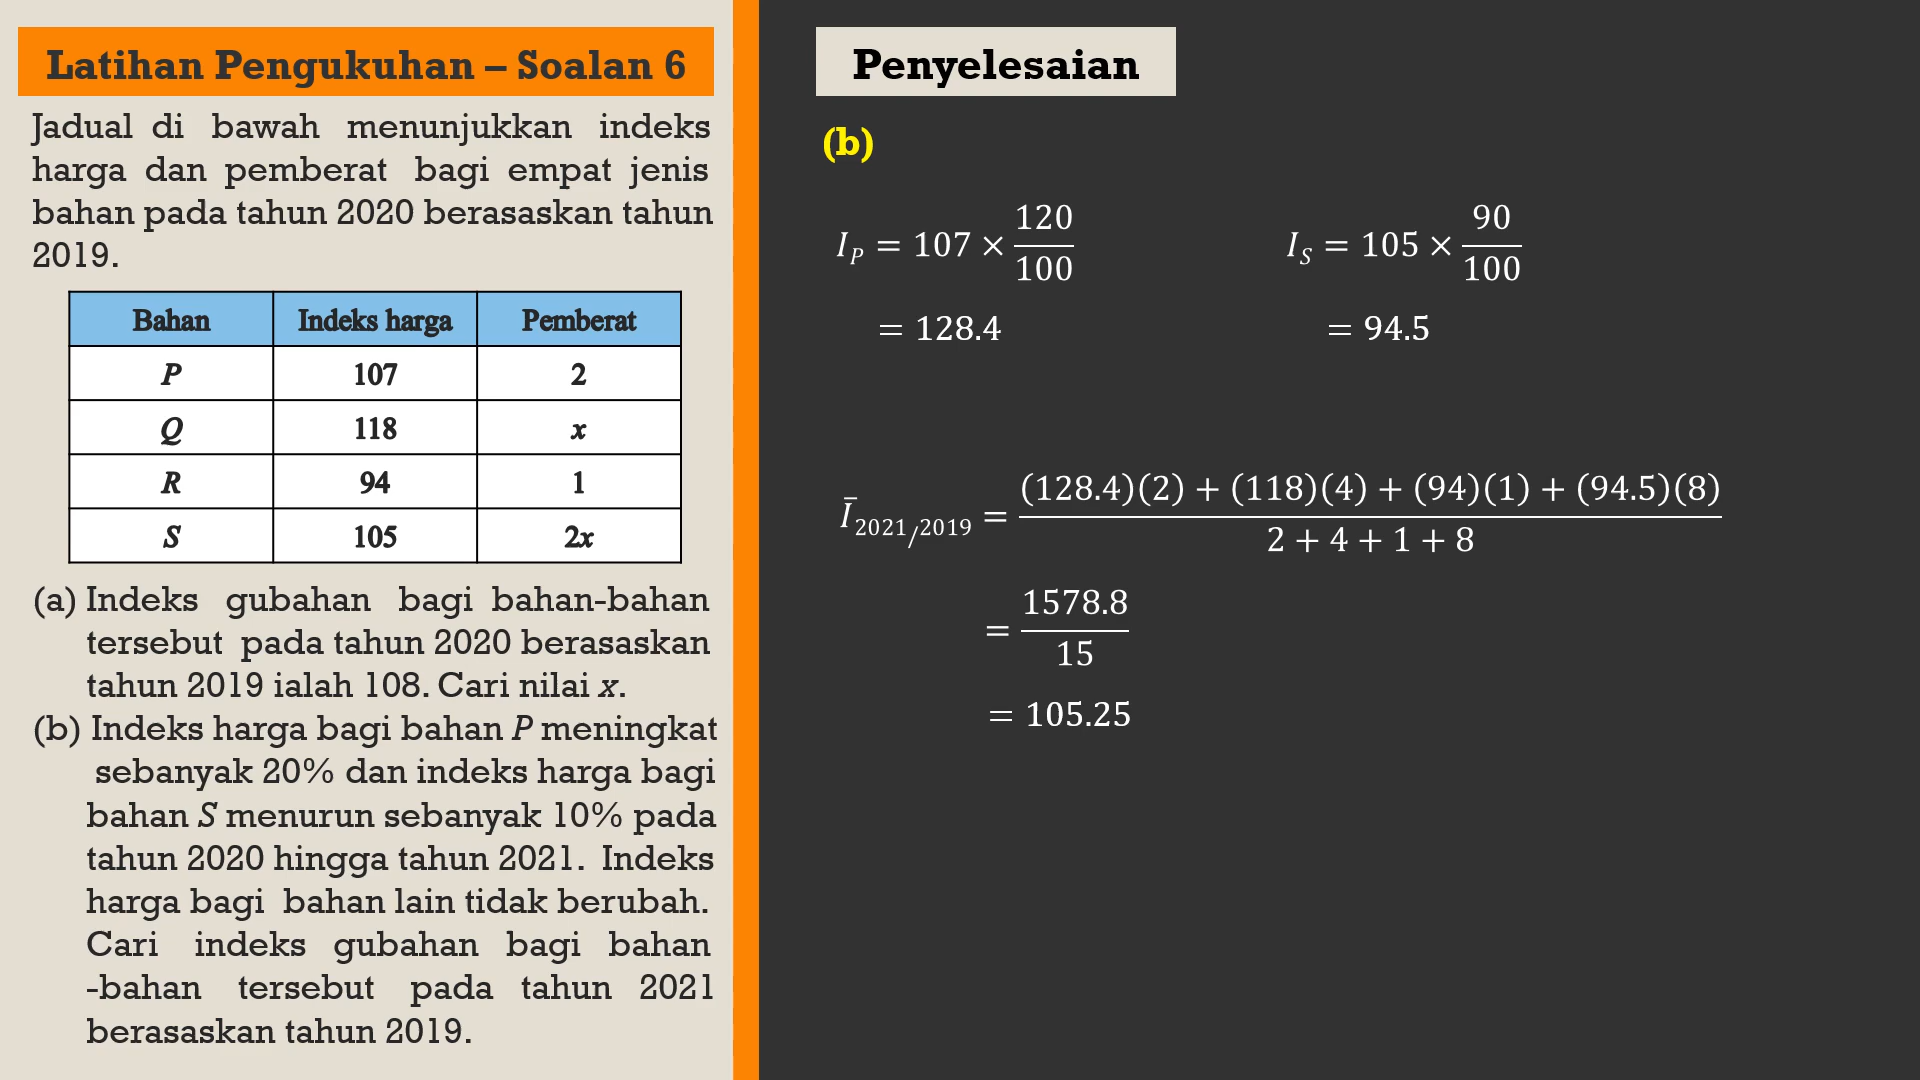 Latihan Pengukuhan – Soalan 6
Jadual di bawah menunjukkan indeks
harga dan pemberat bagi empat jenis
bahan pada tahun 2020 berasaskan tahun
2019.
Bahan Indeks harga Pemberat
P 107 2
Q 118 x
R 94 1
S 105 2x
(a) Indeks gubahan bagi bahan-bahan
tersebut pada tahun 2020 berasaskan
tahun 2019 ialah 108. Cari nilai x.
(b) Indeks harga bagi bahan P meningkat
sebanyak 20% dan indeks harga bagi
bahan S menurun sebanyak 10% pada
tahun 2020 hingga tahun 2021. Indeks
harga bagi bahan lain tidak berubah.
Cari indeks gubahan bagi bahan
-bahan tersebut pada tahun 2021
berasaskan tahun 2019.
Penyelesaian
(b)
I_P = 107 × 120/100
= 128.4
I_S = 105 × 90/100
= 94.5
Ī_2021/2019 = ((128.4)(2) + (118)(4) + (94)(1) + (94.5)(8))/(2 + 4 + 1 + 8)
= 1578.8/15
= 105.25